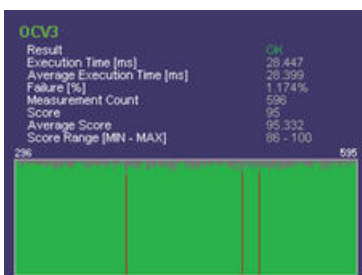 OCV3
Result OK
Execution Time [ms] 28.447
Average Execution Time [ms] 28.399
Failure [%] 1.174%
Measurement Count 596
Score 95
Average Score 95.332
Score Range [MIN - MAX] 86 - 100
296 595